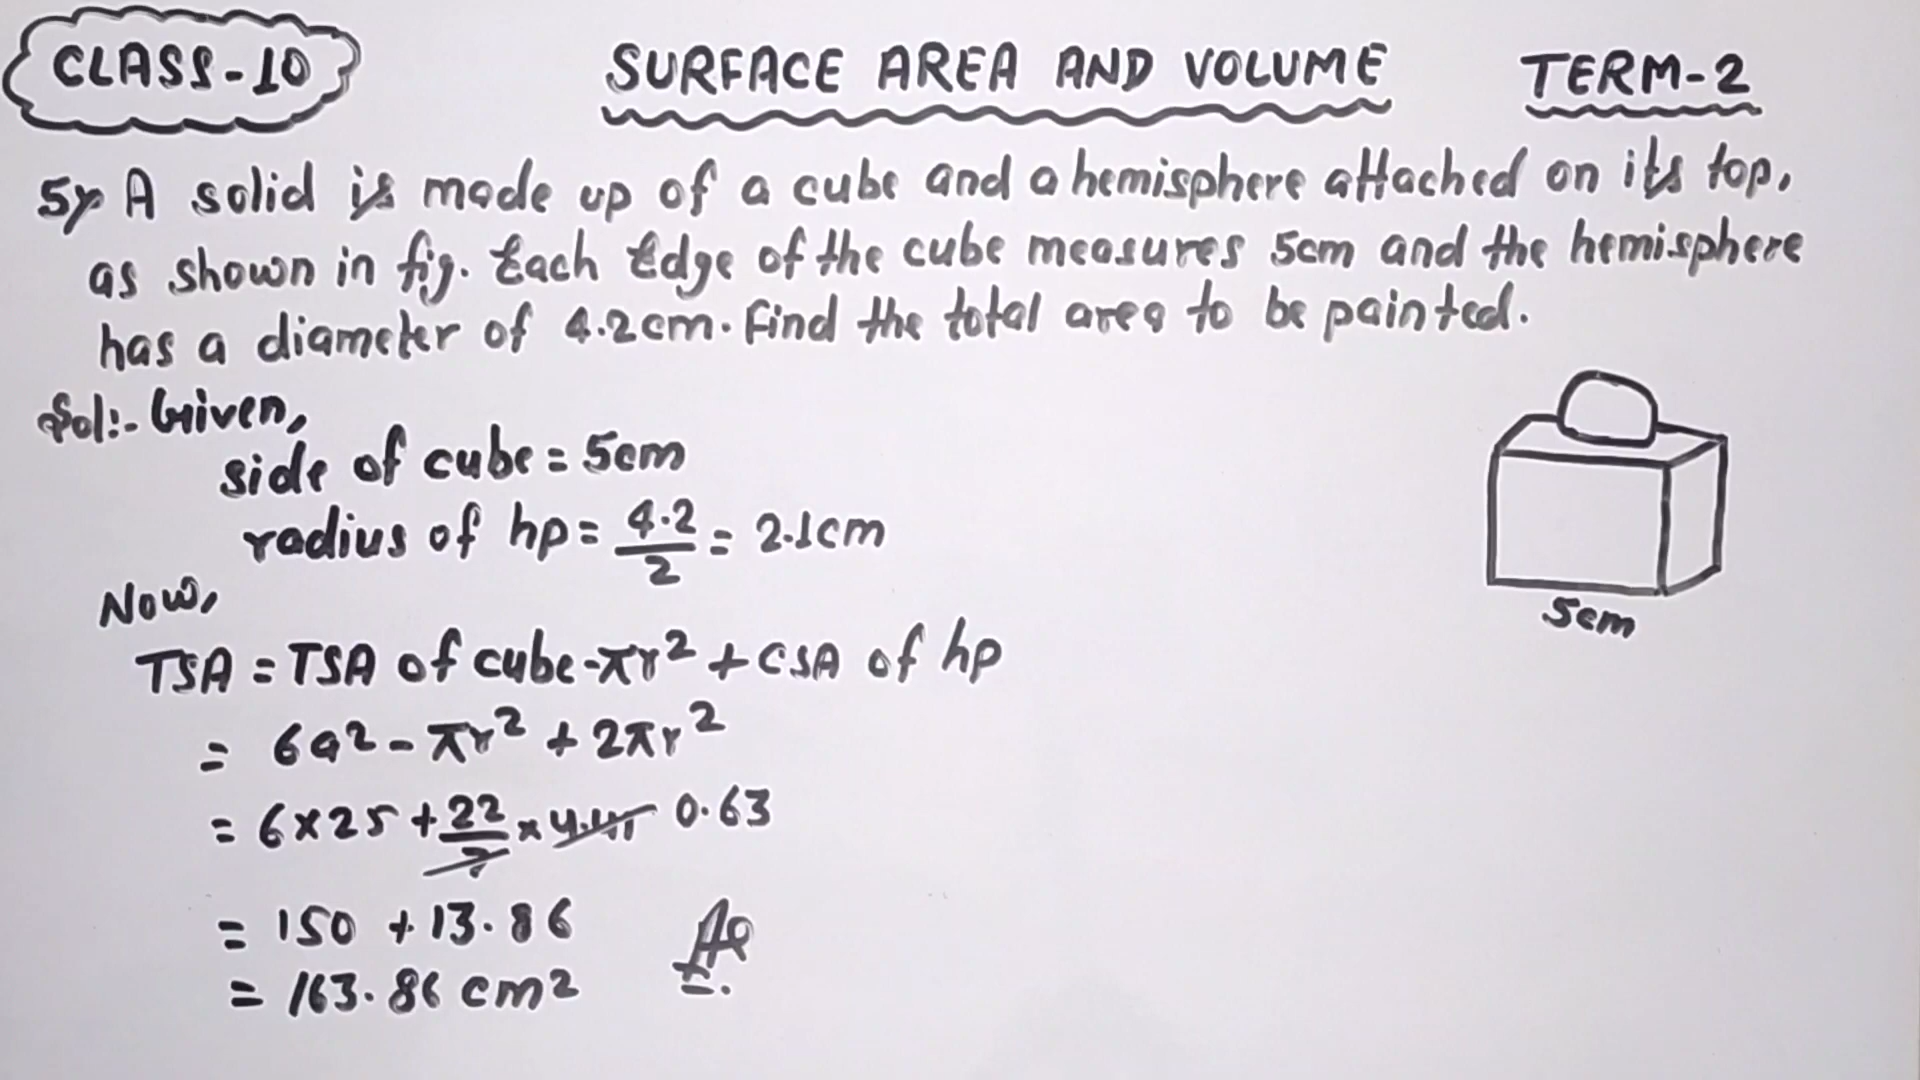 CLASS-10
SURFACE AREA AND VOLUME
TERM-2
5y A solid is made up of a cube and a hemisphere attached on its top,
as shown in fig. Each Edge of the cube measures 5cm and the hemisphere
has a diameter of 4.2cm. Find the total area to be painted.
Sol:- Given,
side of cube = 5cm
radius of hp = 4.2/2 = 2.1cm
5cm
Now,
TSA = TSA of cube - πr² + CSA of hp
= 6a² - πr² + 2πr²
= 6×25 + 22/7 × 4.41 0.63
= 150 + 13.86
= 163.86 cm²